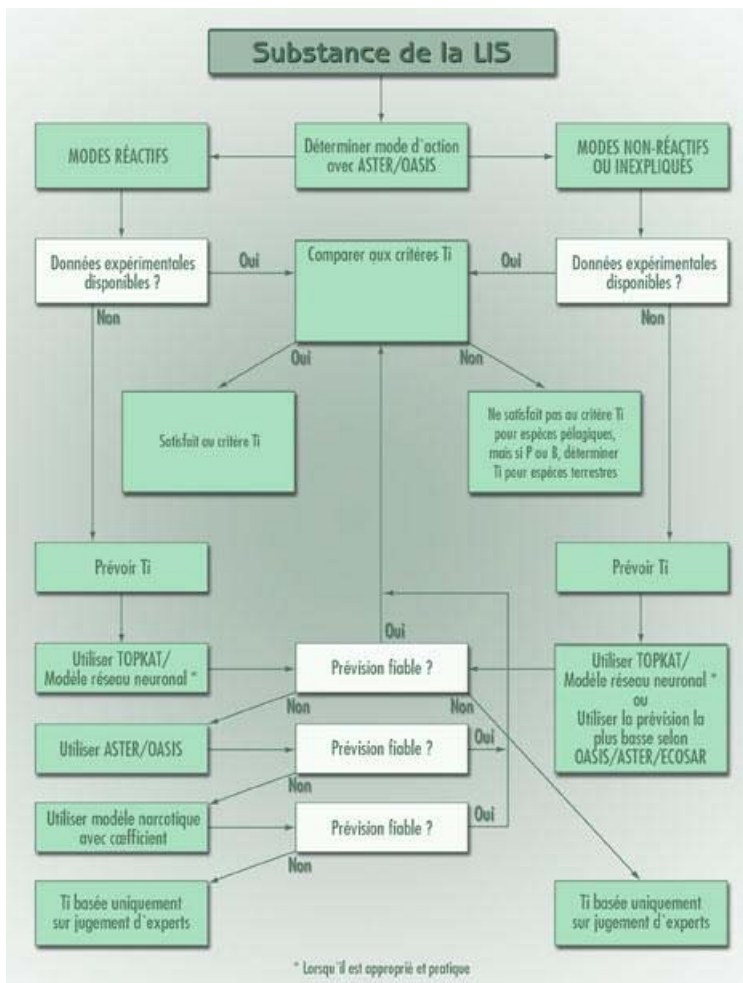 Substance de la LIS
MODES RÉACTIFS
Déterminer mode d'action
avec ASTER/OASIS
MODES NON-RÉACTIFS
OU INEXPLIQUÉS
Données expérimentales
disponibles ?
Oui
Comparer aux critères Ti
Oui
Données expérimentales
disponibles ?
Non
Non
Oui
Non
Satisfait au critère Ti
Ne satisfait pas au critère Ti
pour espèces pélagiques,
mais si P ou B, déterminer
Ti pour espèces terrestres
Prévoir Ti
Prévoir Ti
Oui
Utiliser TOPKAT/
Modèle réseau neuronal *
Prévision fiable ?
Utiliser TOPKAT/
Modèle réseau neuronal *
ou
Utiliser la prévision la
plus basse selon
OASIS/ASTER/ECOSAR
Non
Non
Utiliser ASTER/OASIS
Prévision fiable ?
Oui
Non
Utiliser modèle narcotique
avec cœfficient
Prévision fiable ?
Oui
Non
Ti basée uniquement
sur jugement d'experts
Ti basée uniquement
sur jugement d'experts
* Lorsqu'il est approprié et pratique